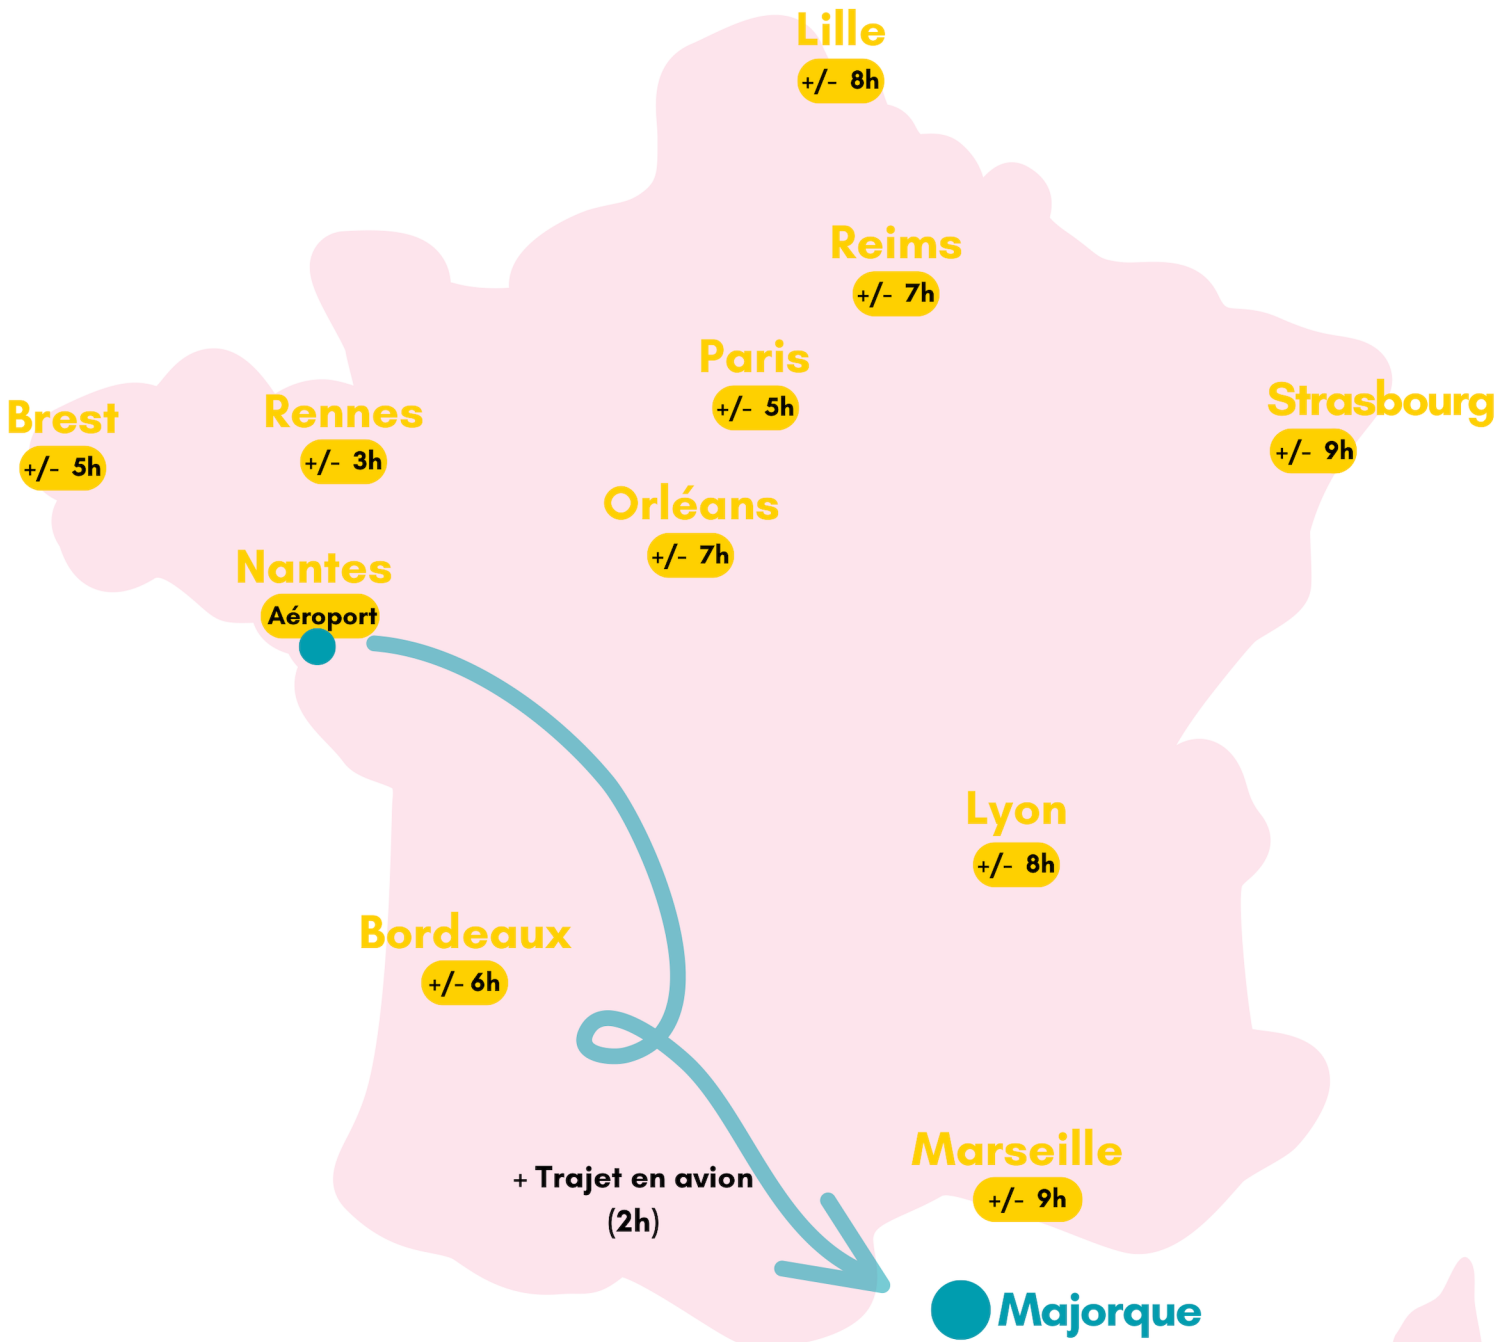 Lille
+/- 8h
Reims
+/- 7h
Paris
+/- 5h
Strasbourg
+/- 9h
Brest
+/- 5h
Rennes
+/- 3h
Orléans
+/- 7h
Nantes
Aéroport
Lyon
+/- 8h
Bordeaux
+/- 6h
Marseille
+/- 9h
+ Trajet en avion
(2h)
Majorque